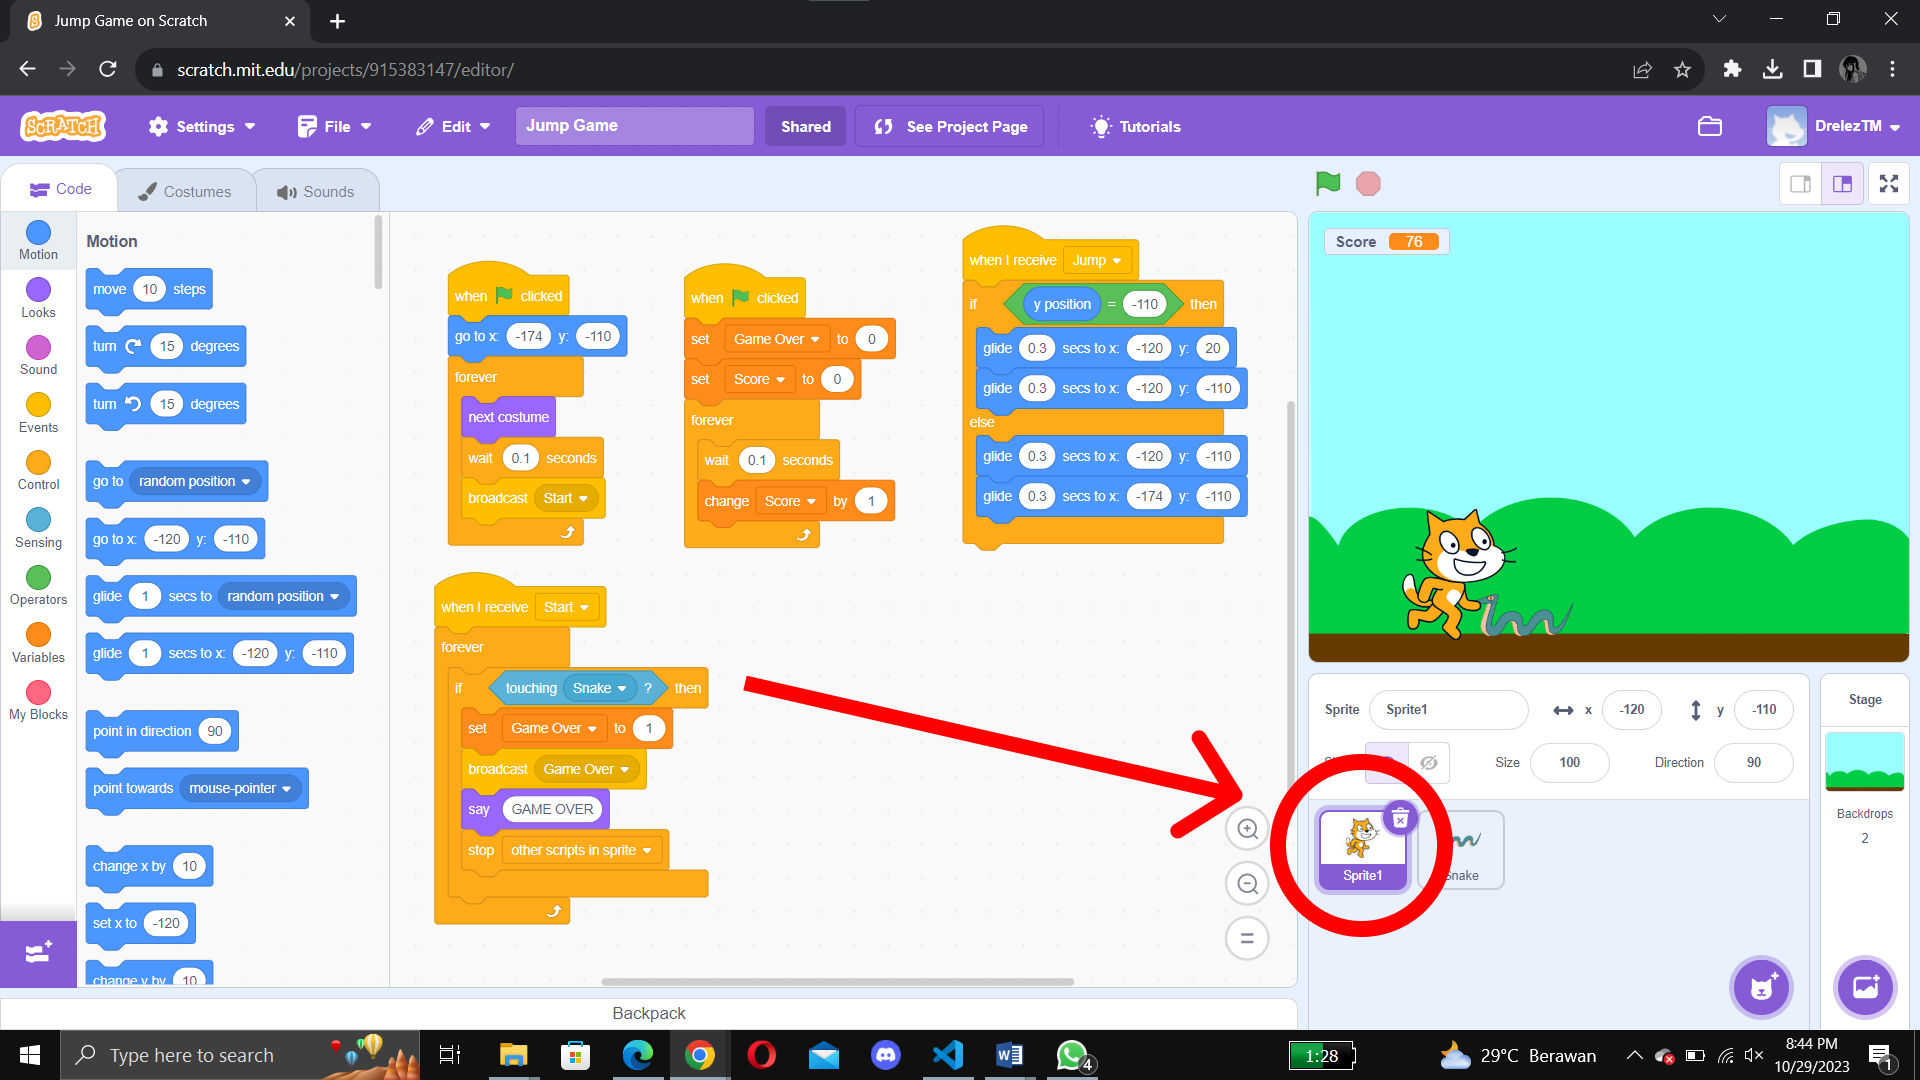 Jump Game on Scratch
scratch.mit.edu/projects/915383147/editor/
SCRATCH
Settings
File
Edit
Jump Game
Shared
See Project Page
Tutorials
DrelezTM
Code
Costumes
Sounds
Motion
Looks
Sound
Events
Control
Sensing
Operators
Variables
My Blocks
Motion
move 10 steps
turn 15 degrees
turn 15 degrees
go to random position
go to x: -120 y: -110
glide 1 secs to random position
glide 1 secs to x: -120 y: -110
point in direction 90
point towards mouse-pointer
change x by 10
set x to -120
change y by 10
when clicked
go to x: -174 y: -110
forever
next costume
wait 0.1 seconds
broadcast Start
when clicked
set Game Over to 0
set Score to 0
forever
wait 0.1 seconds
change Score by 1
when I receive Jump
if y position = -110 then
glide 0.3 secs to x: -120 y: 20
glide 0.3 secs to x: -120 y: -110
else
glide 0.3 secs to x: -120 y: -110
glide 0.3 secs to x: -174 y: -110
when I receive Start
forever
if touching Snake ? then
set Game Over to 1
broadcast Game Over
say GAME OVER
stop other scripts in sprite
Score 76
Sprite Sprite1 x -120 y -110
Size 100 Direction 90
Sprite1
Snake
Stage
Backdrops
2
Backpack
Type here to search
4
1:28
29°C Berawan
8:44 PM
10/29/2023
1